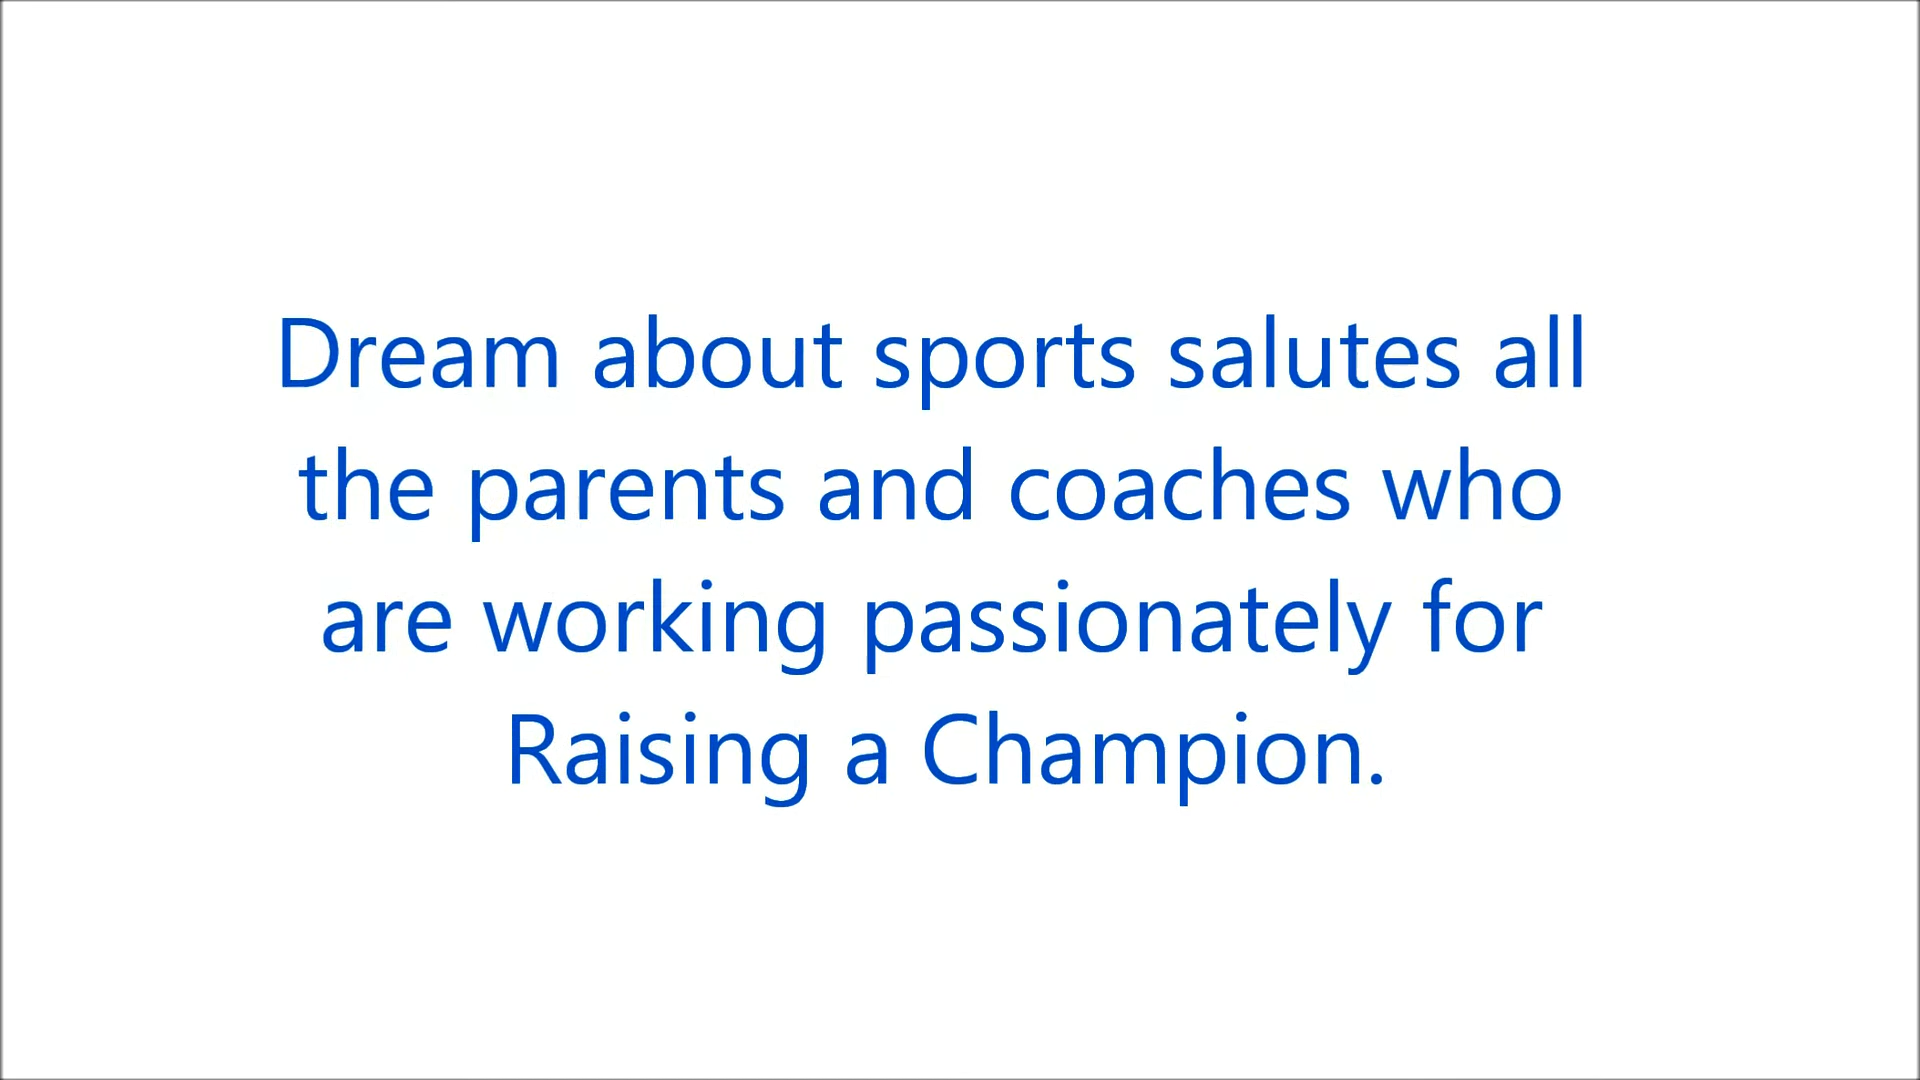 Dream about sports salutes all
the parents and coaches who
are working passionately for
Raising a Champion.